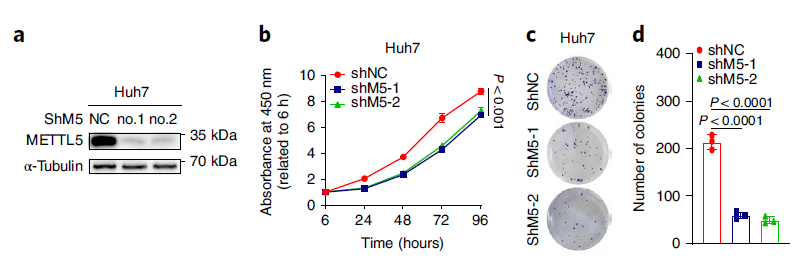 a
Huh7
ShM5 NC no.1 no.2
METTL5
35 kDa
α-Tubulin
70 kDa
b
Huh7
shNC
shM5-1
shM5-2
Absorbance at 450 nm
(related to 6 h)
10
8
6
4
2
0
6 24 48 72 96
Time (hours)
P < 0.001
c
Huh7
ShNC
ShM5-1
ShM5-2
d
shNC
shM5-1
shM5-2
P < 0.0001
P < 0.0001
Number of colonies
400
300
200
100
0